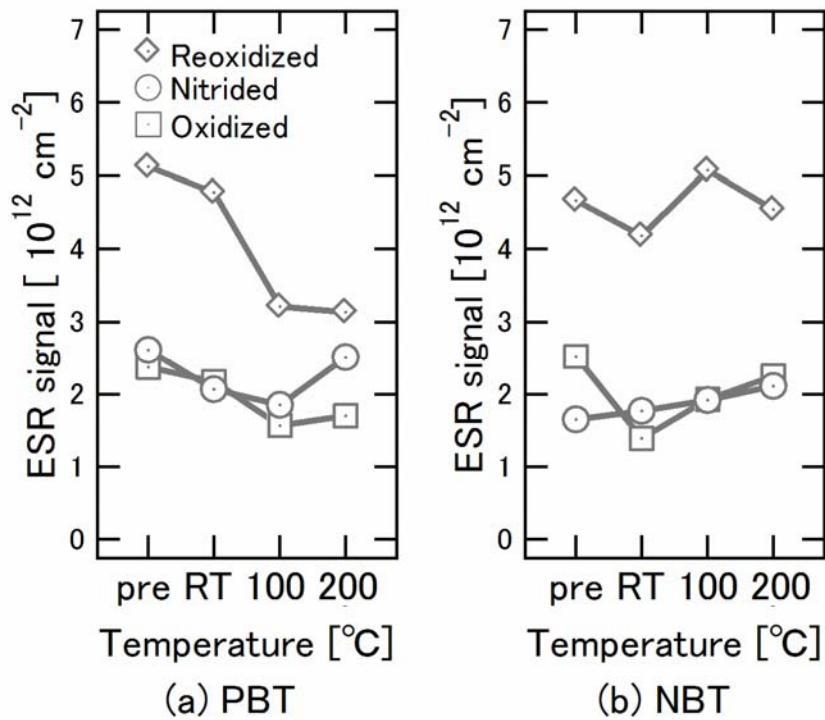 ESR signal [ 10^12 cm^-2]
7
6
5
4
3
2
1
0
Reoxidized
Nitrided
Oxidized
pre RT 100 200
Temperature [℃]
(a) PBT
ESR signal [10^12 cm^-2]
7
6
5
4
3
2
1
0
pre RT 100 200
Temperature [℃]
(b) NBT